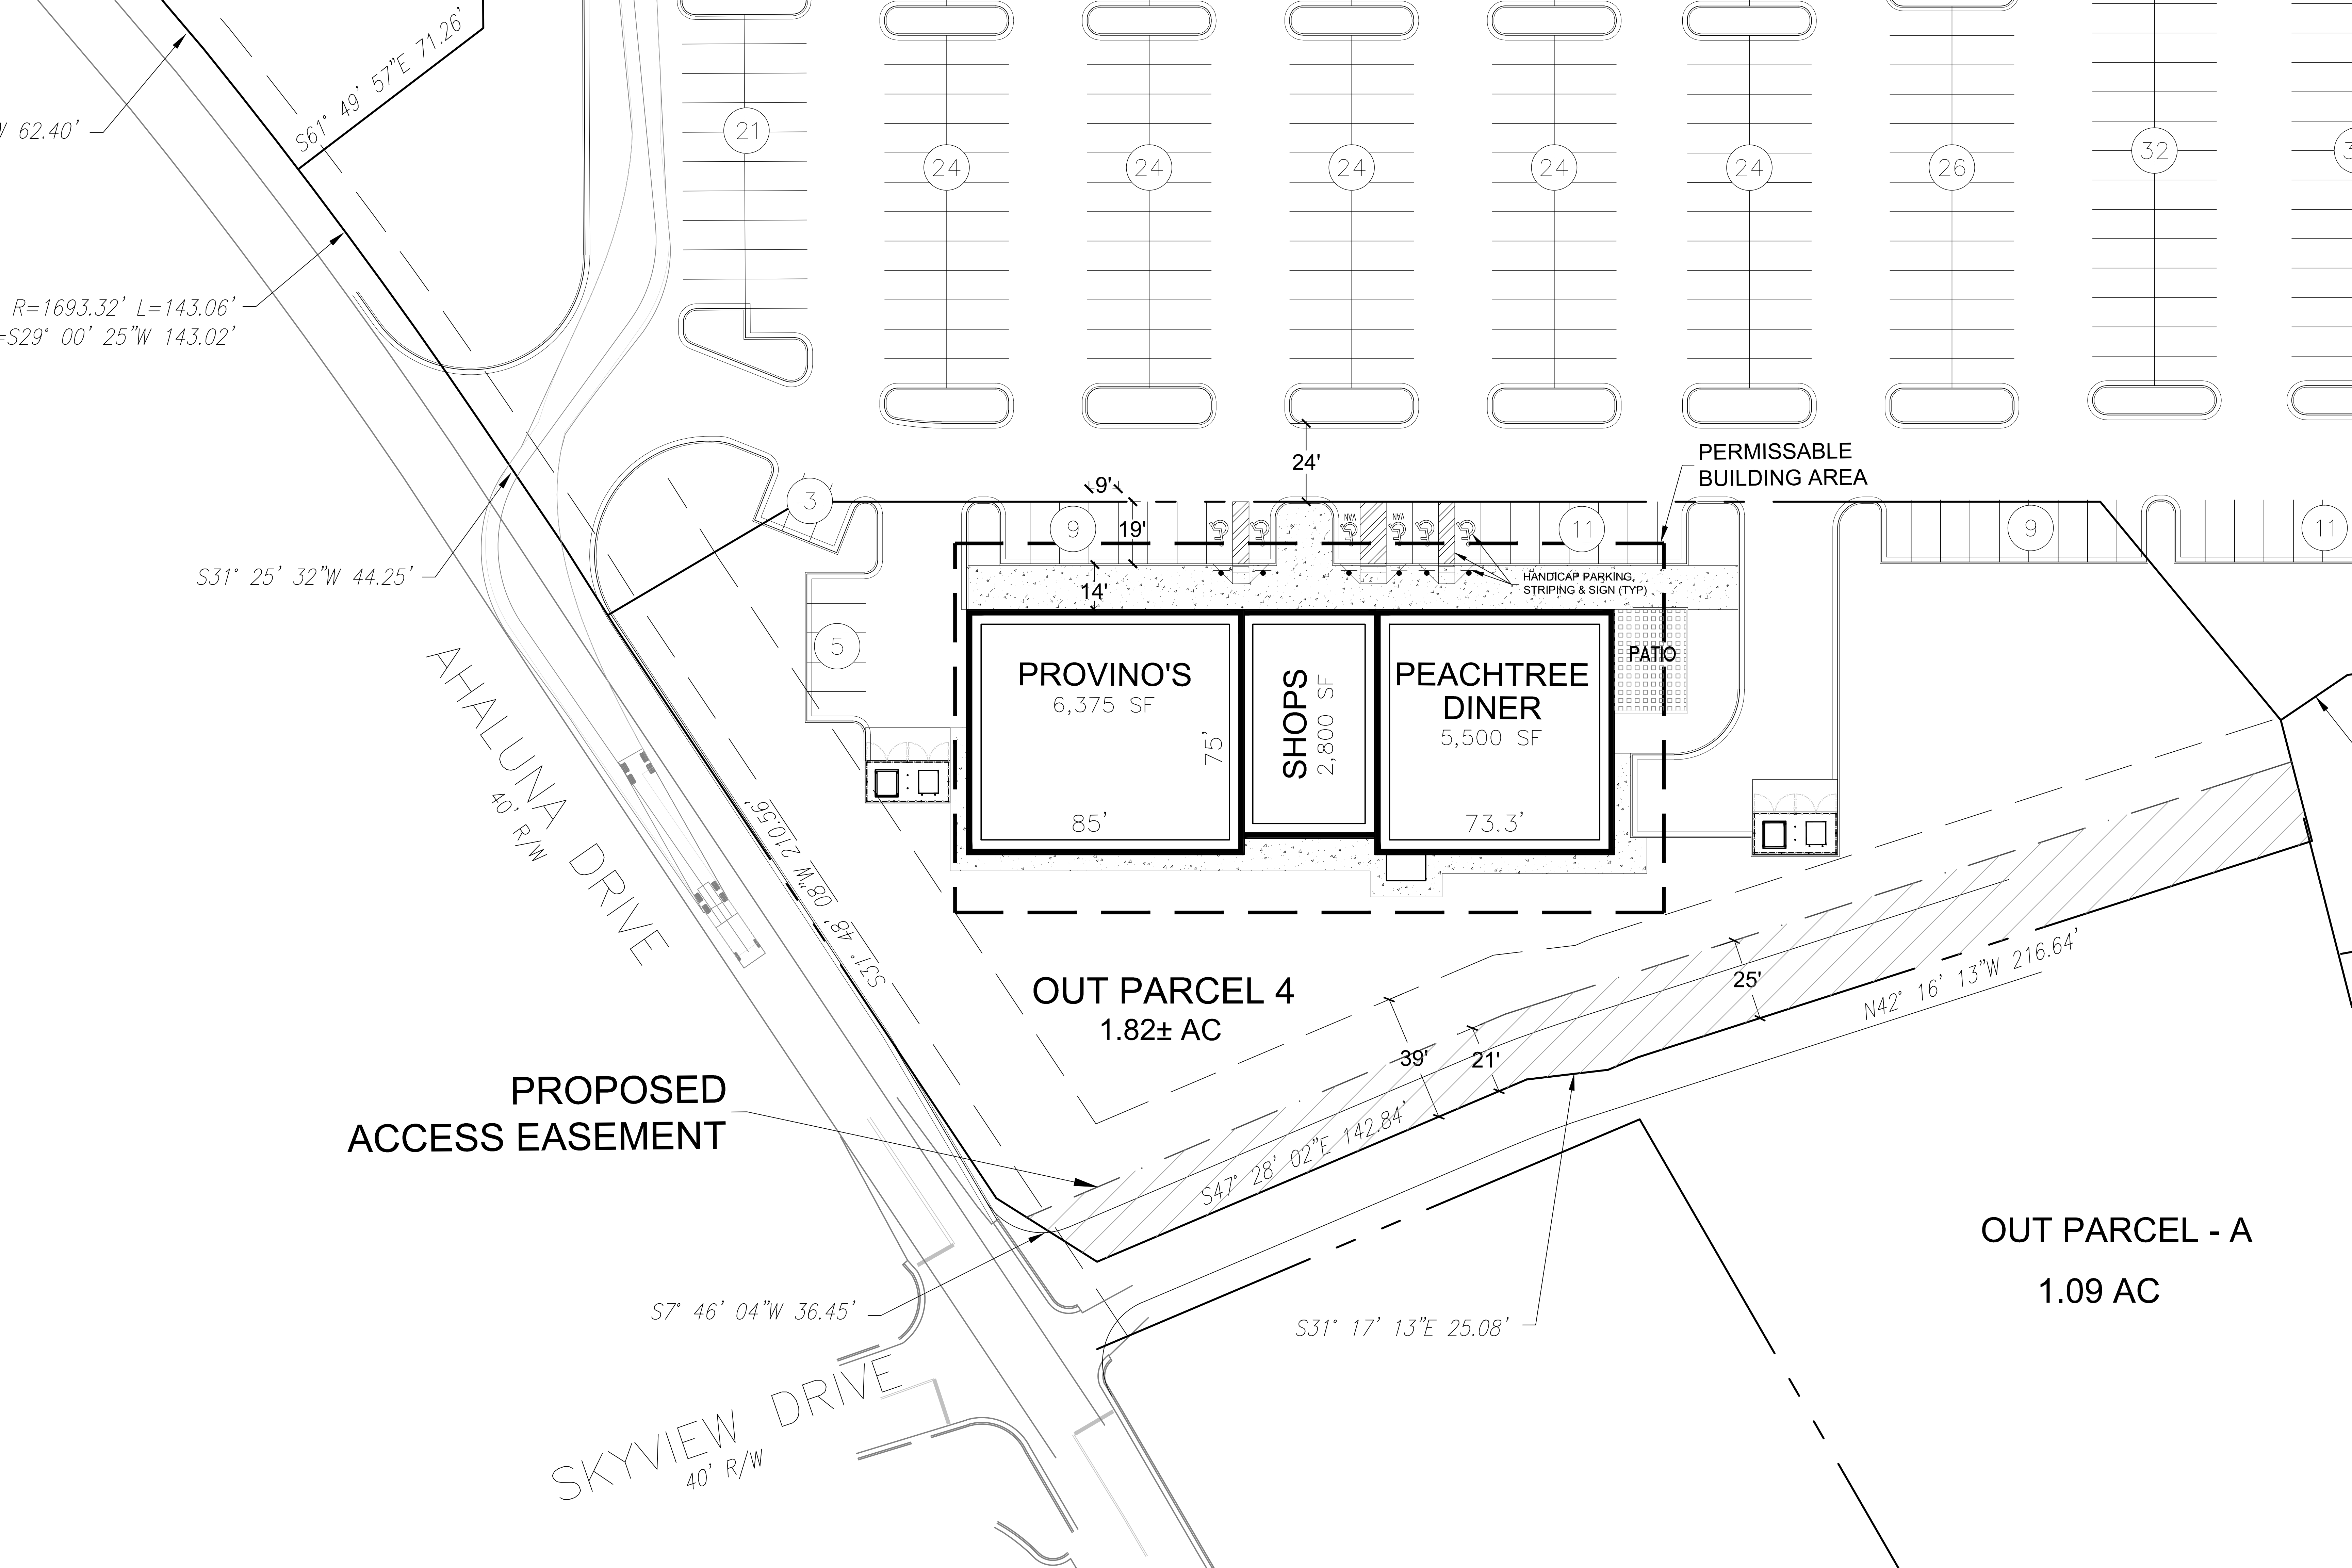 S61° 49' 57"E 71.26'
W 62.40'
21
24
24
24
24
24
26
32
R=1693.32' L=143.06'
=S29° 00' 25"W 143.02'
PERMISSABLE
BUILDING AREA
24'
9'
3
19'
9
VAN
VAN
11
9
11
S31° 25' 32"W 44.25'
14'
HANDICAP PARKING,
STRIPING & SIGN (TYP)
5
PROVINO'S
6,375 SF
75'
85'
SHOPS
2,800 SF
PEACHTREE
DINER
5,500 SF
73.3'
PATIO
AHALUNA DRIVE
40' R/W
S31° 48' 08"W 210.56'
OUT PARCEL 4
1.82± AC
25'
39'
21'
N42° 16' 13"W 216.64'
PROPOSED
ACCESS EASEMENT
S47° 28' 02"E 142.84'
OUT PARCEL - A
1.09 AC
S7° 46' 04"W 36.45'
S31° 17' 13"E 25.08'
SKYVIEW DRIVE
40' R/W